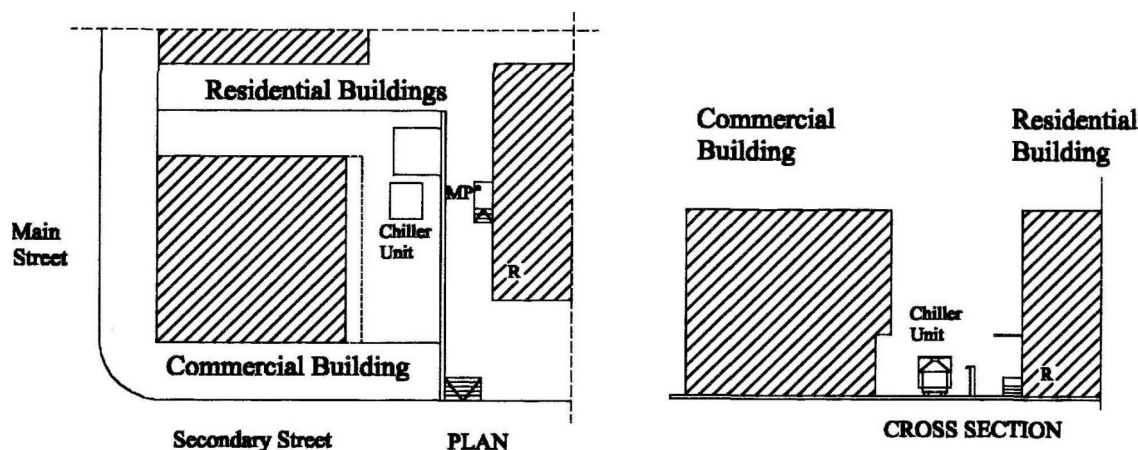 Residential Buildings
MP
Chiller
Unit
Main
Street
R
Commercial Building
Secondary Street
PLAN
Commercial
Building
Residential
Building
Chiller
Unit
R
CROSS SECTION